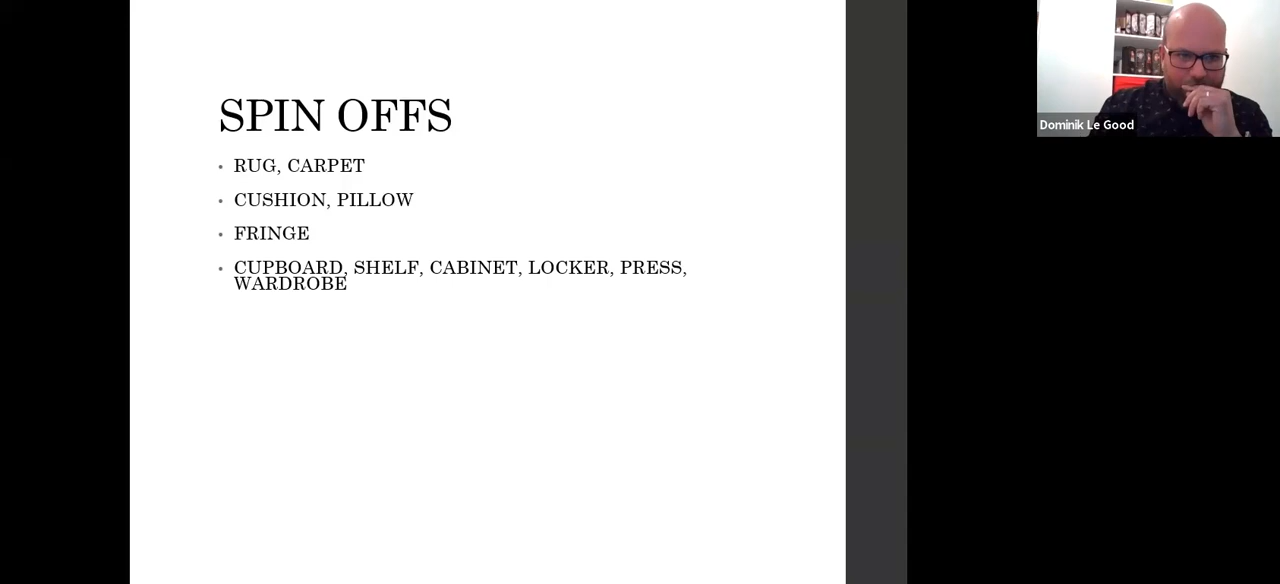 SPIN OFFS
• RUG, CARPET
• CUSHION, PILLOW
• FRINGE
• CUPBOARD, SHELF, CABINET, LOCKER, PRESS,
WARDROBE
Dominik Le Good